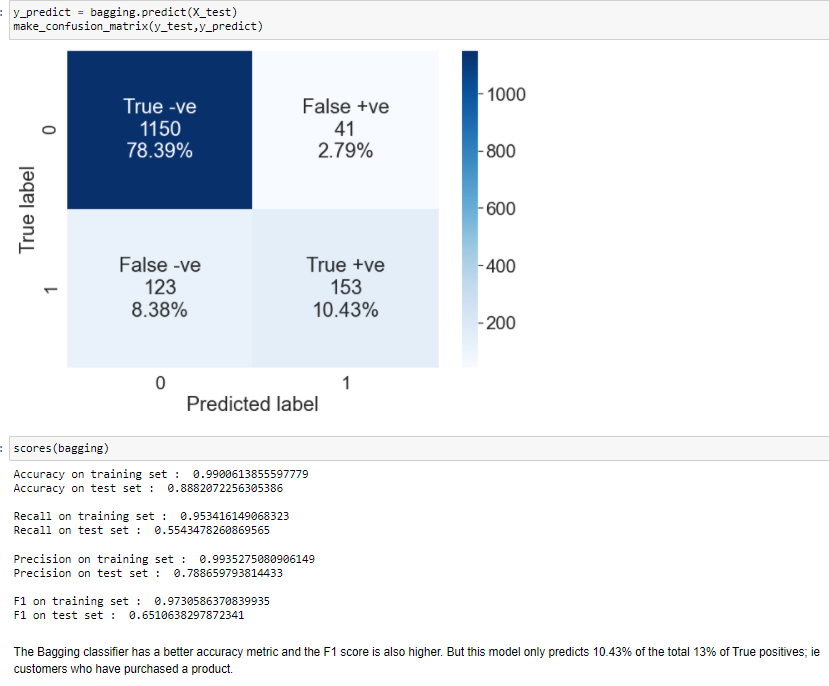 : y_predict = bagging.predict(X_test)
make_confusion_matrix(y_test,y_predict)
True -ve
1150
78.39%
False +ve
41
2.79%
False -ve
123
8.38%
True +ve
153
10.43%
0
1
True label
0
1
Predicted label
1000
800
600
400
200
: scores(bagging)
Accuracy on training set :  0.9900613855597779
Accuracy on test set :  0.8882072256305386
Recall on training set :  0.953416149068323
Recall on test set :  0.5543478260869565
Precision on training set :  0.9935275080906149
Precision on test set :  0.788659793814433
F1 on training set :  0.9730586370839935
F1 on test set :  0.6510638297872341
The Bagging classifier has a better accuracy metric and the F1 score is also higher. But this model only predicts 10.43% of the total 13% of True positives; ie
customers who have purchased a product.